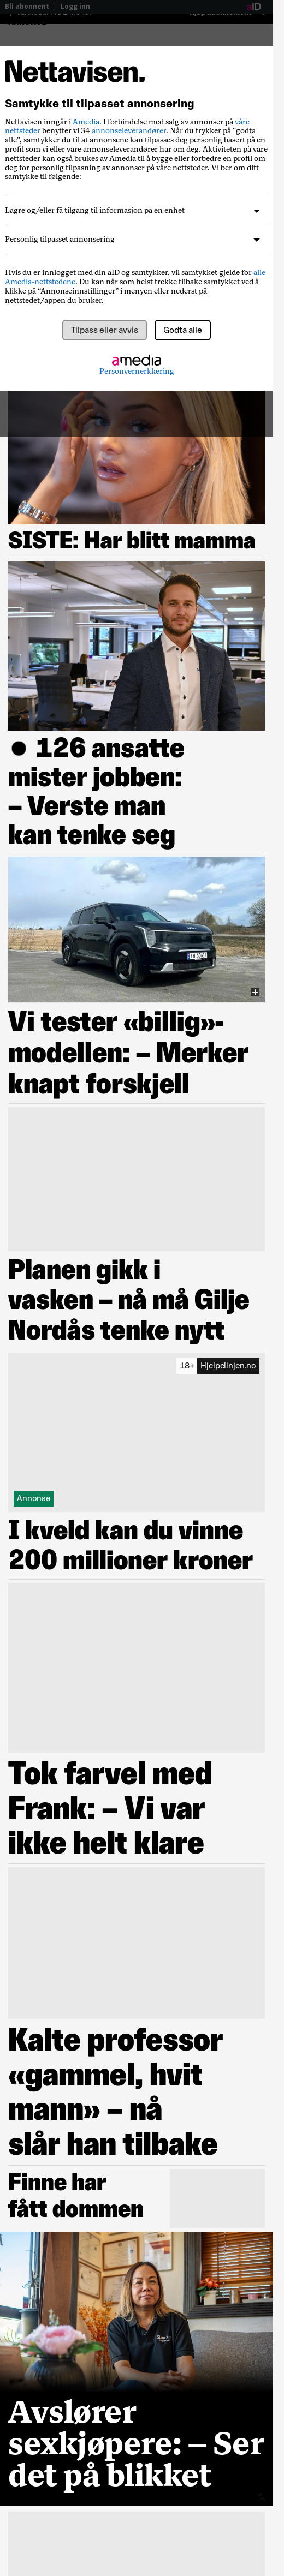 Bli abonnent | Logg inn
aID
Nettavisen.
Samtykke til tilpasset annonsering
Nettavisen inngår i Amedia. I forbindelse med salg av annonser på våre
nettsteder benytter vi 34 annonseleverandører. Når du trykker på "godta
alle", samtykker du til at annonsene kan tilpasses deg personlig basert på en
profil som vi eller våre annonseleverandører har om deg. Aktiviteten på våre
nettsteder kan også brukes av Amedia til å bygge eller forbedre en profil om
deg for personlig tilpasning av annonser på våre nettsteder. Vi ber om ditt
samtykke til følgende:
Lagre og/eller få tilgang til informasjon på en enhet
Personlig tilpasset annonsering
Hvis du er innlogget med din aID og samtykker, vil samtykket gjelde for alle
Amedia-nettstedene. Du kan når som helst trekke tilbake samtykket ved å
klikke på "Annonseinnstillinger" i menyen eller nederst på
nettstedet/appen du bruker.
Tilpass eller avvis
Godta alle
amedia
Personvernerklæring
SISTE: Har blitt mamma
● 126 ansatte
mister jobben:
– Verste man
kan tenke seg
Vi tester «billig»-
modellen: – Merker
knapt forskjell
Planen gikk i
vasken – nå må Gilje
Nordås tenke nytt
18+ Hjelpelinjen.no
Annonse
I kveld kan du vinne
200 millioner kroner
Tok farvel med
Frank: – Vi var
ikke helt klare
Kalte professor
«gammel, hvit
mann» – nå
slår han tilbake
Finne har
fått dommen
Avslører
sexkjøpere: – Ser
det på blikket